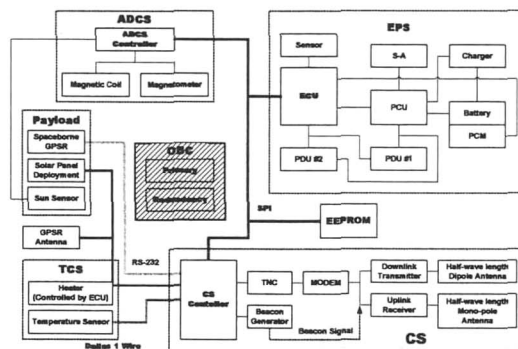 ADCS
ADCS
Controller
Magnetic Coil
Magnetometer
EPS
Sensor
S-A
Charger
ECU
PCU
Battery
PCM
PDU #2
PDU #1
Payload
Spaceborne
GPSR
Solar Panel
Deployment
Sun Sensor
OBC
Primary
Redundancy
SPI
EEPROM
GPSR
Antenna
RS-232
TCS
Heater
(Controlled by ECU)
Temperature Sensor
Dallas 1 Wire
CS
Contoller
TNC
MODEM
Downlink
Transmitter
Half-wave length
Dipole Antenna
Beacon
Generator
Uplink
Receiver
Half-wave length
Mono-pole
Antenna
Beacon Signal
CS